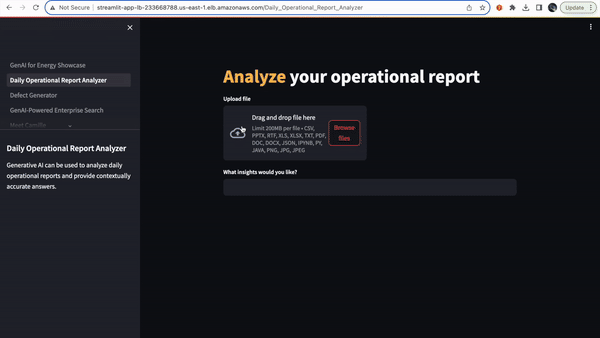 Not Secure | streamlit-app-lb-233668788.us-east-1.elb.amazonaws.com/Daily_Operational_Report_Analyzer
Update
GenAI for Energy Showcase
Daily Operational Report Analyzer
Defect Generator
GenAI-Powered Enterprise Search
Meet Camille
Daily Operational Report Analyzer
Generative AI can be used to analyze daily
operational reports and provide contextually
accurate answers.
Analyze your operational report
Upload file
Drag and drop file here
Limit 200MB per file • CSV,
PPTX, RTF, XLS, XLSX, TXT, PDF,
DOC, DOCX, JSON, IPYNB, PY,
JAVA, PNG, JPG, JPEG
Browse
files
What insights would you like?